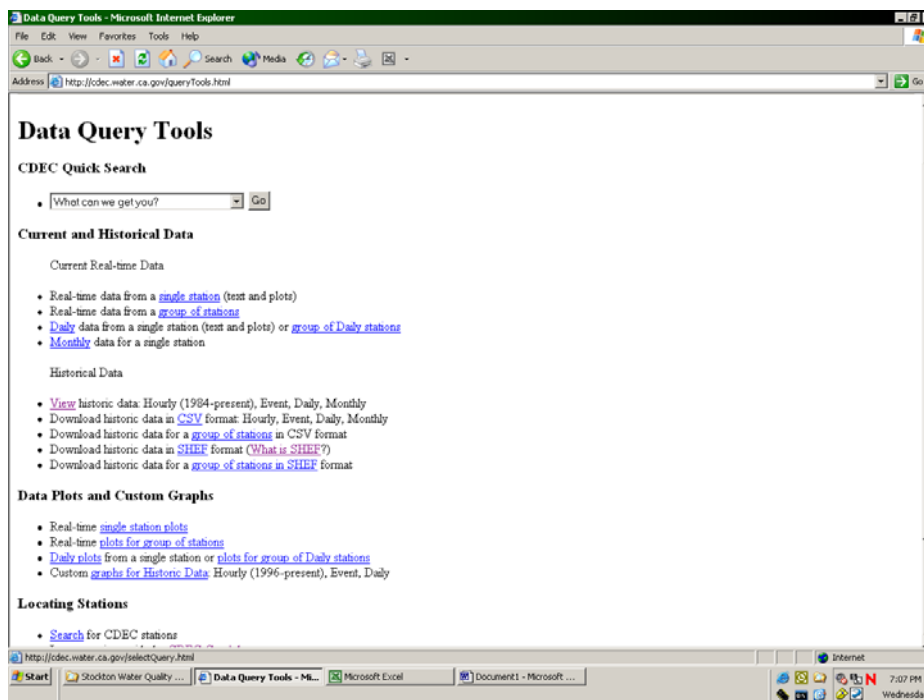 Data Query Tools - Microsoft Internet Explorer
File Edit View Favorites Tools Help
Back Search Media
Address http://cdec.water.ca.gov/queryTools.html Go
Data Query Tools
CDEC Quick Search
What can we get you? Go
Current and Historical Data
Current Real-time Data
Real-time data from a single station (text and plots)
Real-time data from a group of stations
Daily data from a single station (text and plots) or group of Daily stations
Monthly data for a single station
Historical Data
View historic data: Hourly (1984-present), Event, Daily, Monthly
Download historic data in CSV format: Hourly, Event, Daily, Monthly
Download historic data for a group of stations in CSV format
Download historic data in SHEF format (What is SHEF?)
Download historic data for a group of stations in SHEF format
Data Plots and Custom Graphs
Real-time single station plots
Real-time plots for group of stations
Daily plots from a single station or plots for group of Daily stations
Custom graphs for Historic Data: Hourly (1996-present), Event, Daily
Locating Stations
Search for CDEC stations
http://cdec.water.ca.gov/selectQuery.html Internet
Start Stockton Water Quality ... Data Query Tools - Mi... Microsoft Excel Document1 - Microsoft ... 7:07 PM
Wednesda